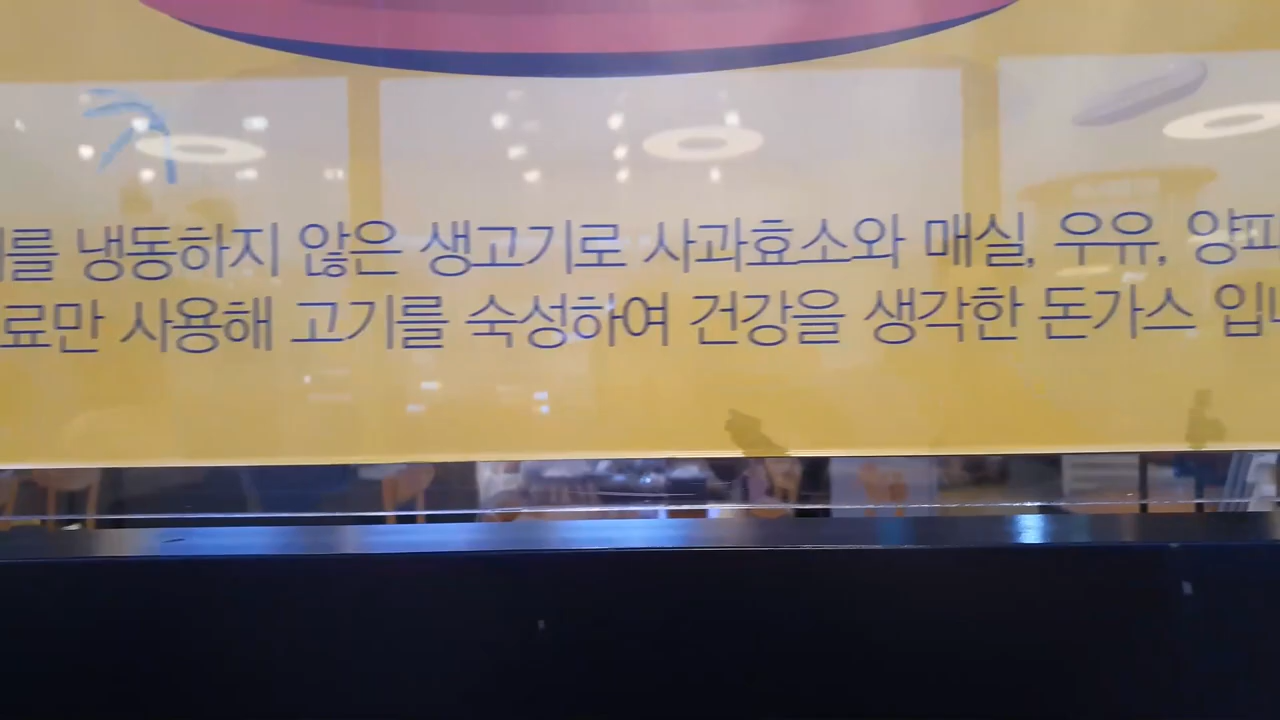 를 냉동하지 않은 생고기로 사과효소와 매실, 우유, 양파
료만 사용해 고기를 숙성하여 건강을 생각한 돈가스